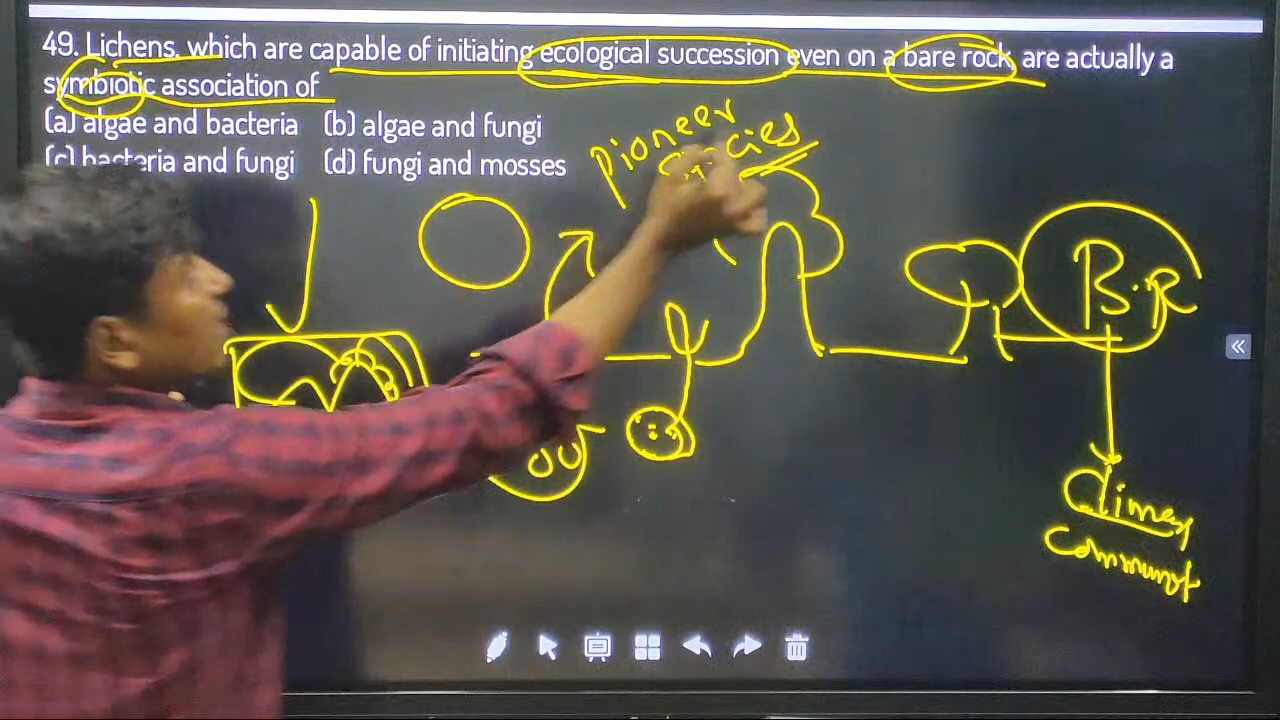 49. Lichens, which are capable of initiating ecological succession even on a bare rock, are actually a
symbiotic association of
(a) algae and bacteria (b) algae and fungi
(c) bacteria and fungi (d) fungi and mosses
pioneer
B.R
Climax